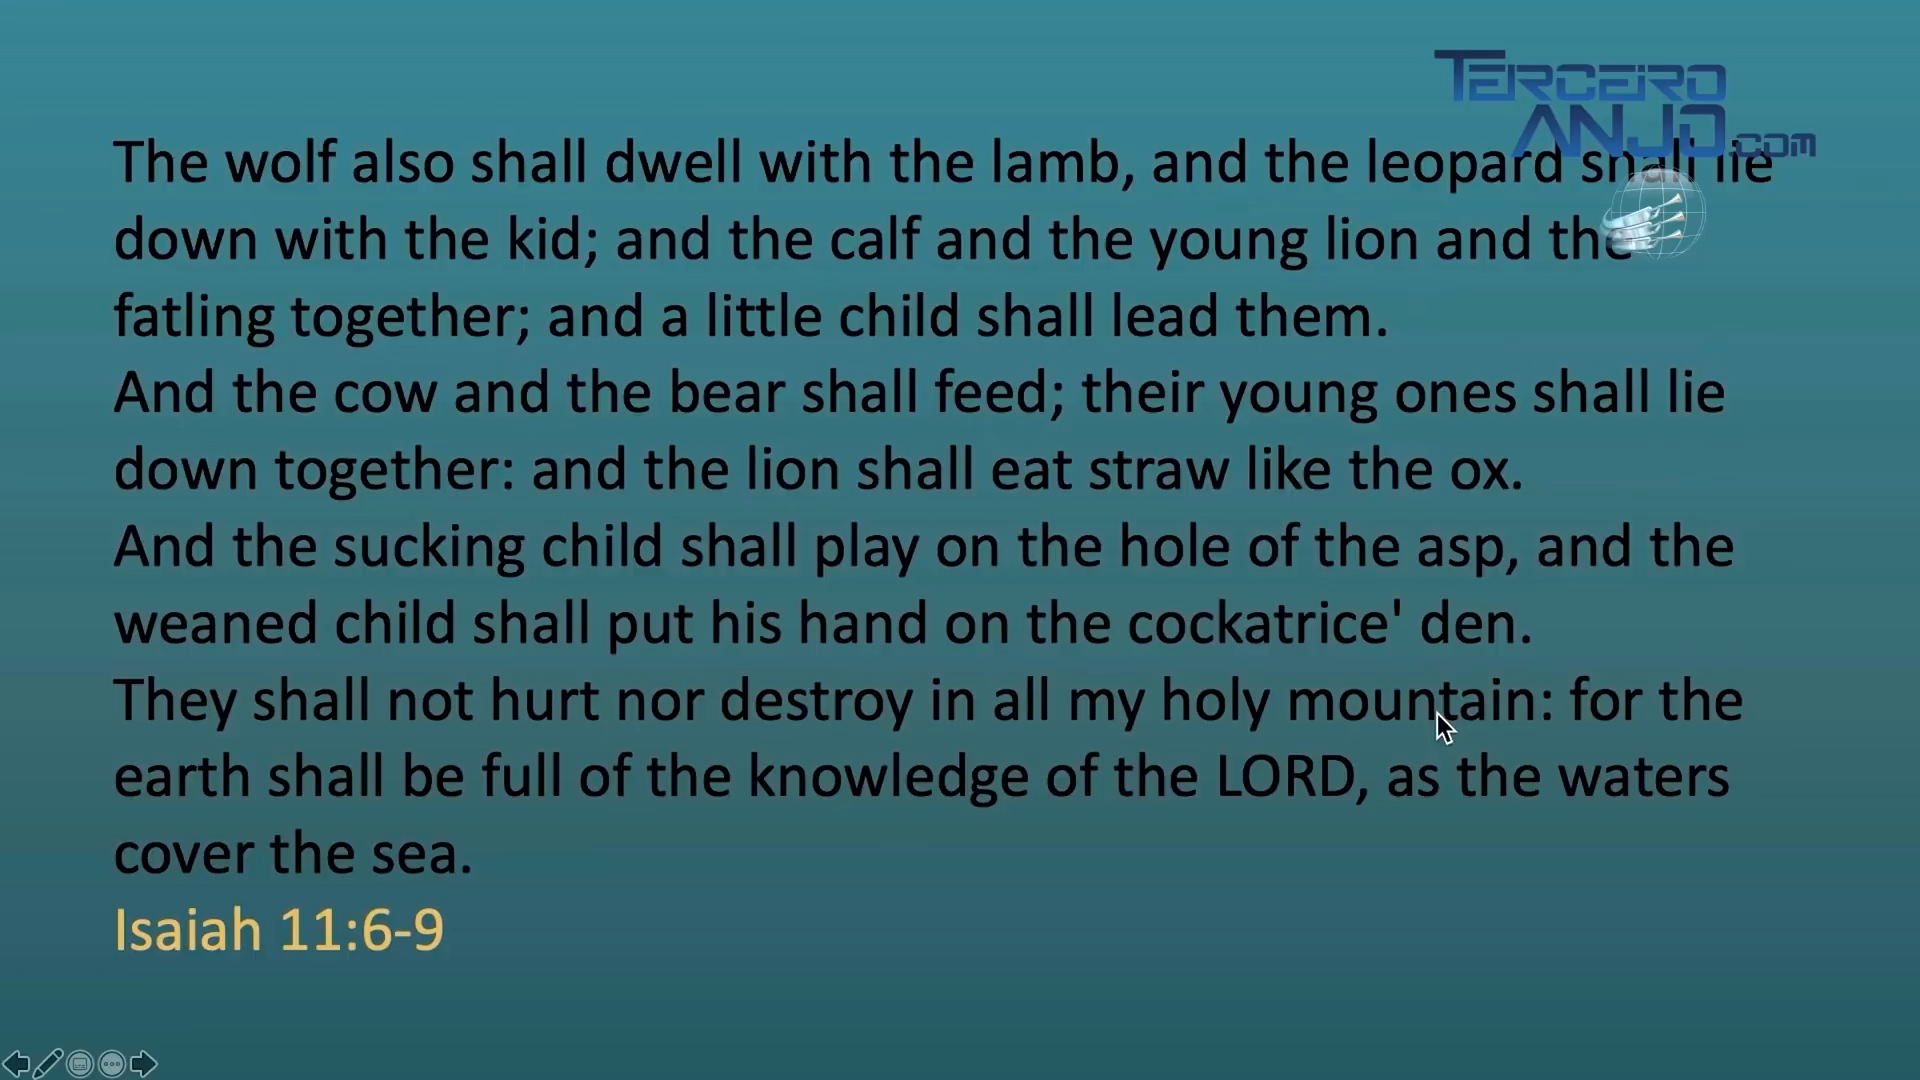 TERCEIRO
ANJO.COM
The wolf also shall dwell with the lamb, and the leopard shall lie
down with the kid; and the calf and the young lion and the
fatling together; and a little child shall lead them.
And the cow and the bear shall feed; their young ones shall lie
down together: and the lion shall eat straw like the ox.
And the sucking child shall play on the hole of the asp, and the
weaned child shall put his hand on the cockatrice' den.
They shall not hurt nor destroy in all my holy mountain: for the
earth shall be full of the knowledge of the LORD, as the waters
cover the sea.
Isaiah 11:6-9